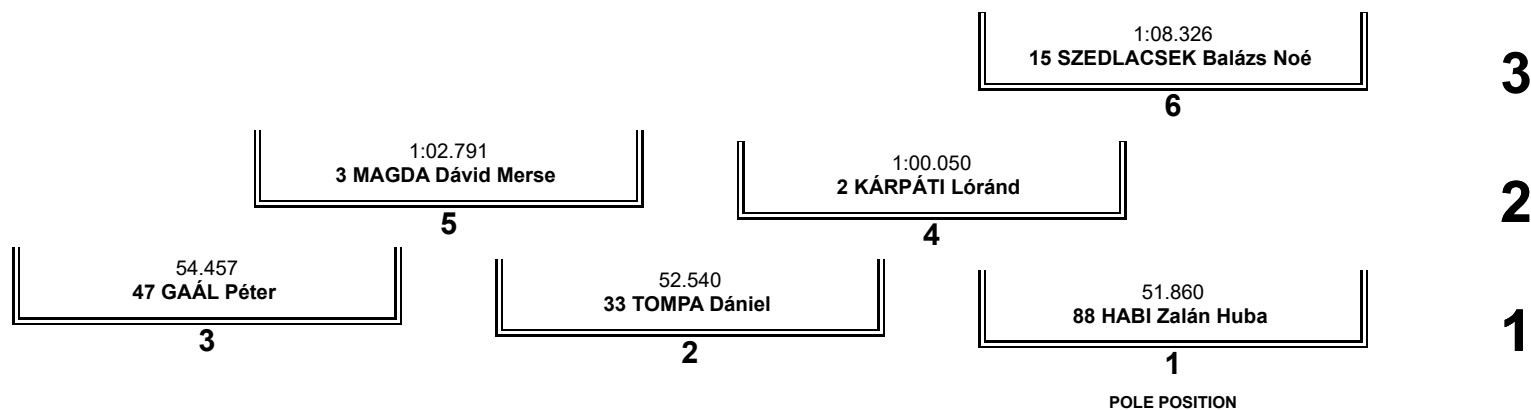 1:08.326
15 SZEDLACSEK Balázs Noé
3
6
1:02.791
3 MAGDA Dávid Merse
1:00.050
2 KÁRPÁTI Lóránd
2
5
4
54.457
47 GAÁL Péter
52.540
33 TOMPA Dániel
51.860
88 HABI Zalán Huba
1
3
2
1
POLE POSITION